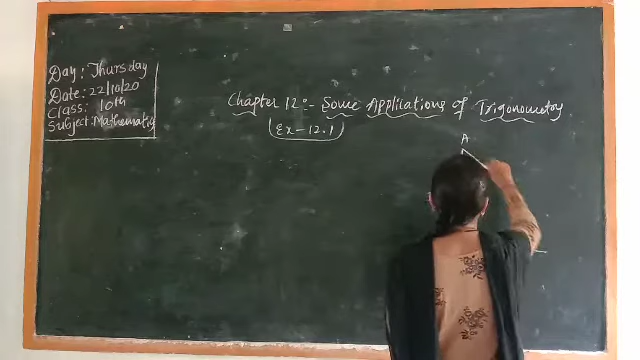 Day: Thursday
Date: 22/10/20
Class: 10th
Subject: Mathematics
Chapter 12:- Some Applications of Trigonometry
(Ex-12.1)
A